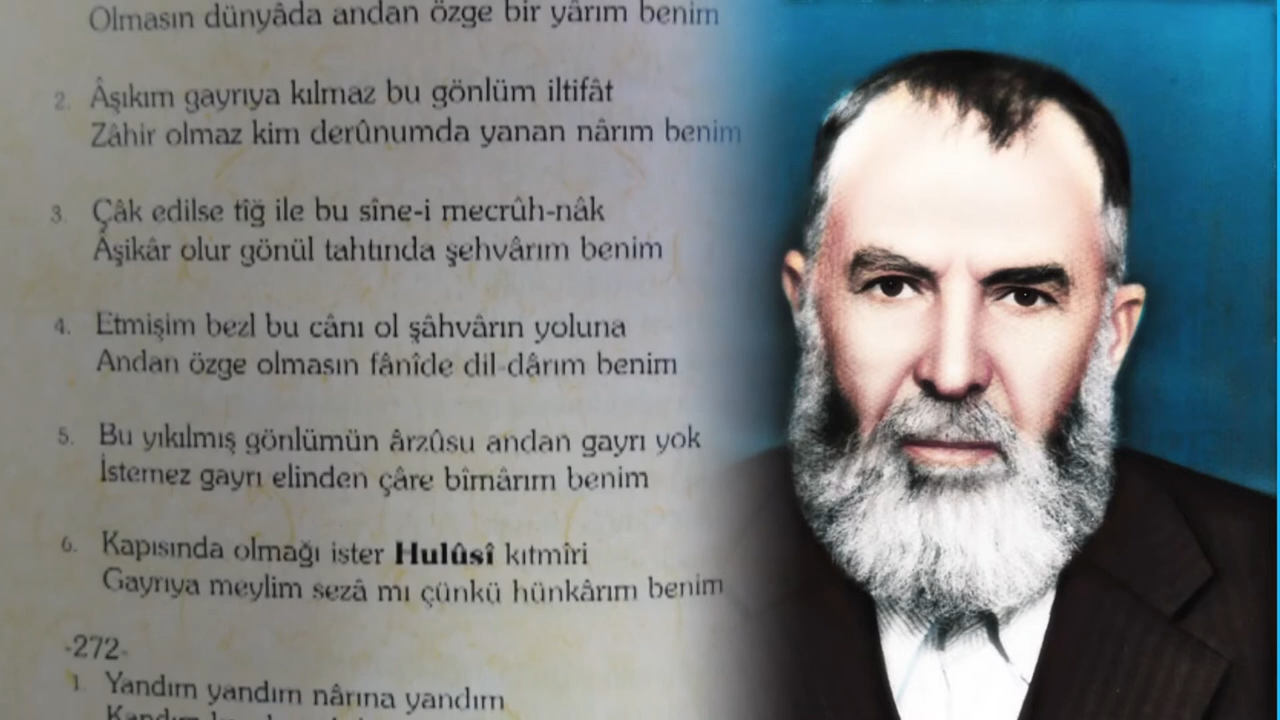 Olmasın dünyâda andan özge bir yârım benim
2. Âşıkım gayrıya kılmaz bu gönlüm iltifât
Zâhir olmaz kim derûnumda yanan nârım benim
3. Çâk edilse tîğ ile bu sîne-i mecrûh-nâk
Âşikâr olur gönül tahtında şehvârım benim
4. Etmişim bezl bu cânı ol şâhvârın yoluna
Andan özge olmasın fânîde dil-dârım benim
5. Bu yıkılmış gönlümün ârzûsu andan gayrı yok
İstemez gayrı elinden çâre bîmârım benim
6. Kapısında olmağı ister Hulûsî kıtmîri
Gayrıya meylim sezâ mı çünkü hünkârım benim
-272-
1. Yandım yandım nârına yandım